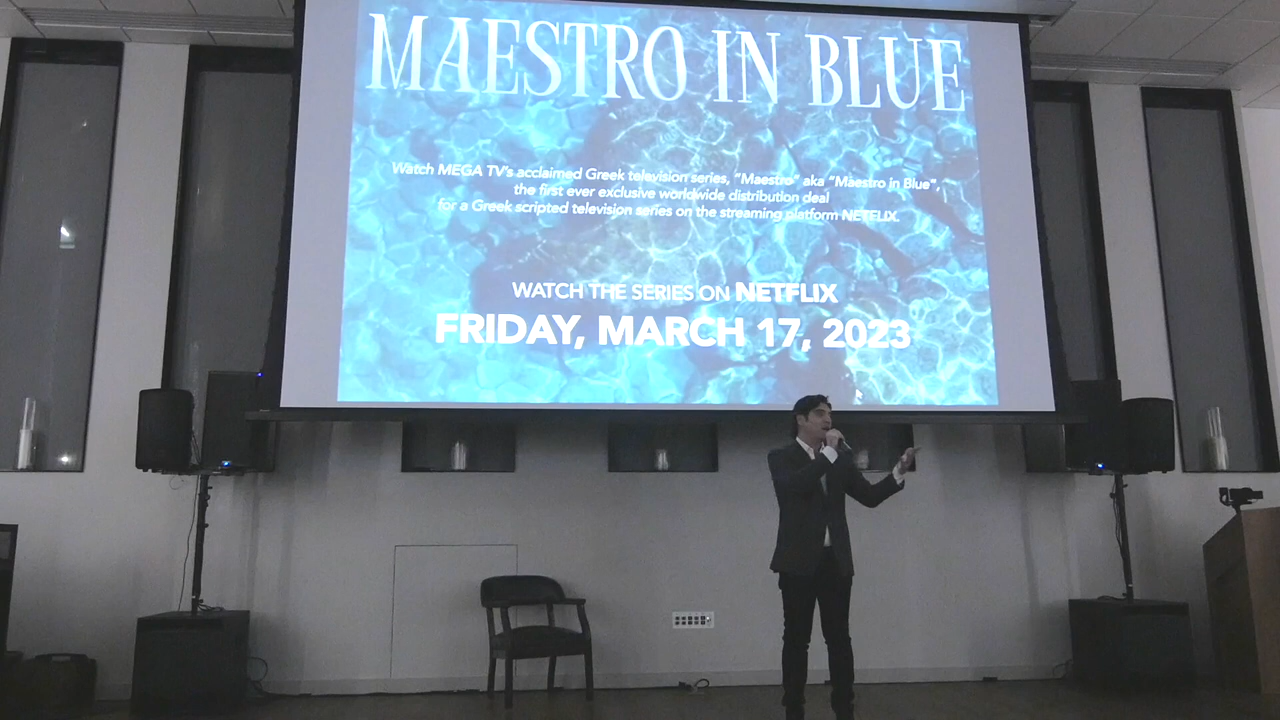 MAESTRO IN BLUE
Watch MEGA TV's acclaimed Greek television series, "Maestro" aka "Maestro in Blue",
the first ever exclusive worldwide distribution deal
for a Greek scripted television series on the streaming platform NETFLIX.
WATCH THE SERIES ON NETFLIX
FRIDAY, MARCH 17, 2023